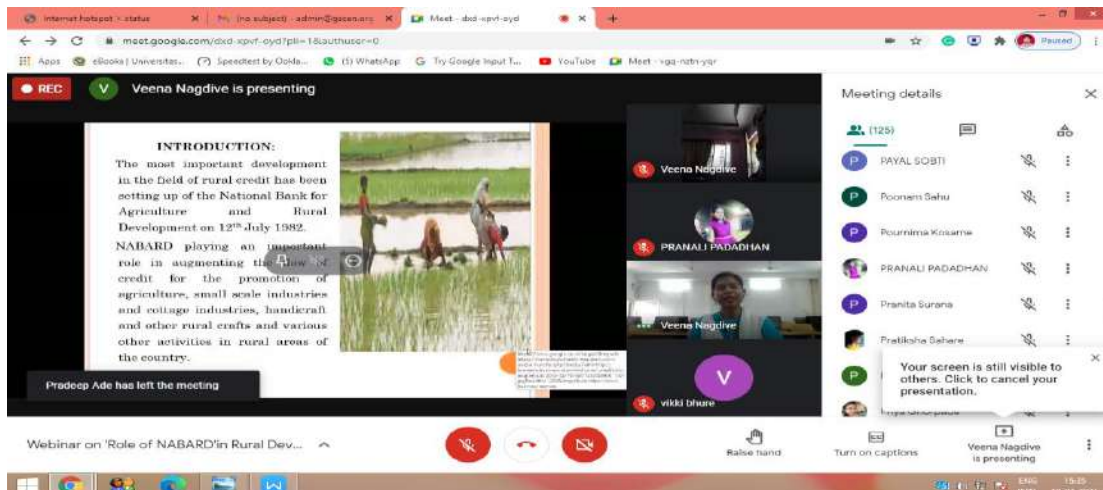 Internet hotspot > status
(no subject) - admin@gscen.org
Meet - dxd-xpvf-oyd
meet.google.com/dxd-xpvf-oyd?pli=1&authuser=0
Paused
Apps
eBooks | Universitas...
Speedtest by Ookla...
(1) WhatsApp
Try Google Input T...
YouTube
Meet - vgq-nztn-yqr
REC
V
Veena Nagdive is presenting
INTRODUCTION:
The most important development
in the field of rural credit has been
setting up of the National Bank for
Agriculture and Rural
Development on 12th July 1982.
NABARD playing an important
role in augmenting the flow of
credit for the promotion of
agriculture, small scale industries
and cottage industries, handicraft
and other rural crafts and various
other activities in rural areas of
the country.
Pradeep Ade has left the meeting
Veena Nagdive
PRANALI PADADHAN
Veena Nagdive
V
vikki bhure
Meeting details
(125)
P PAYAL SOBTI
P Poonam Sahu
P Pournima Kosame
PRANALI PADADHAN
P Pranita Surana
Pratiksha Sahare
P
Your screen is still visible to
others. Click to cancel your
presentation.
Webinar on 'Role of NABARD'in Rural Dev...
Raise hand
Turn on captions
Veena Nagdive
is presenting
ENG
15:35